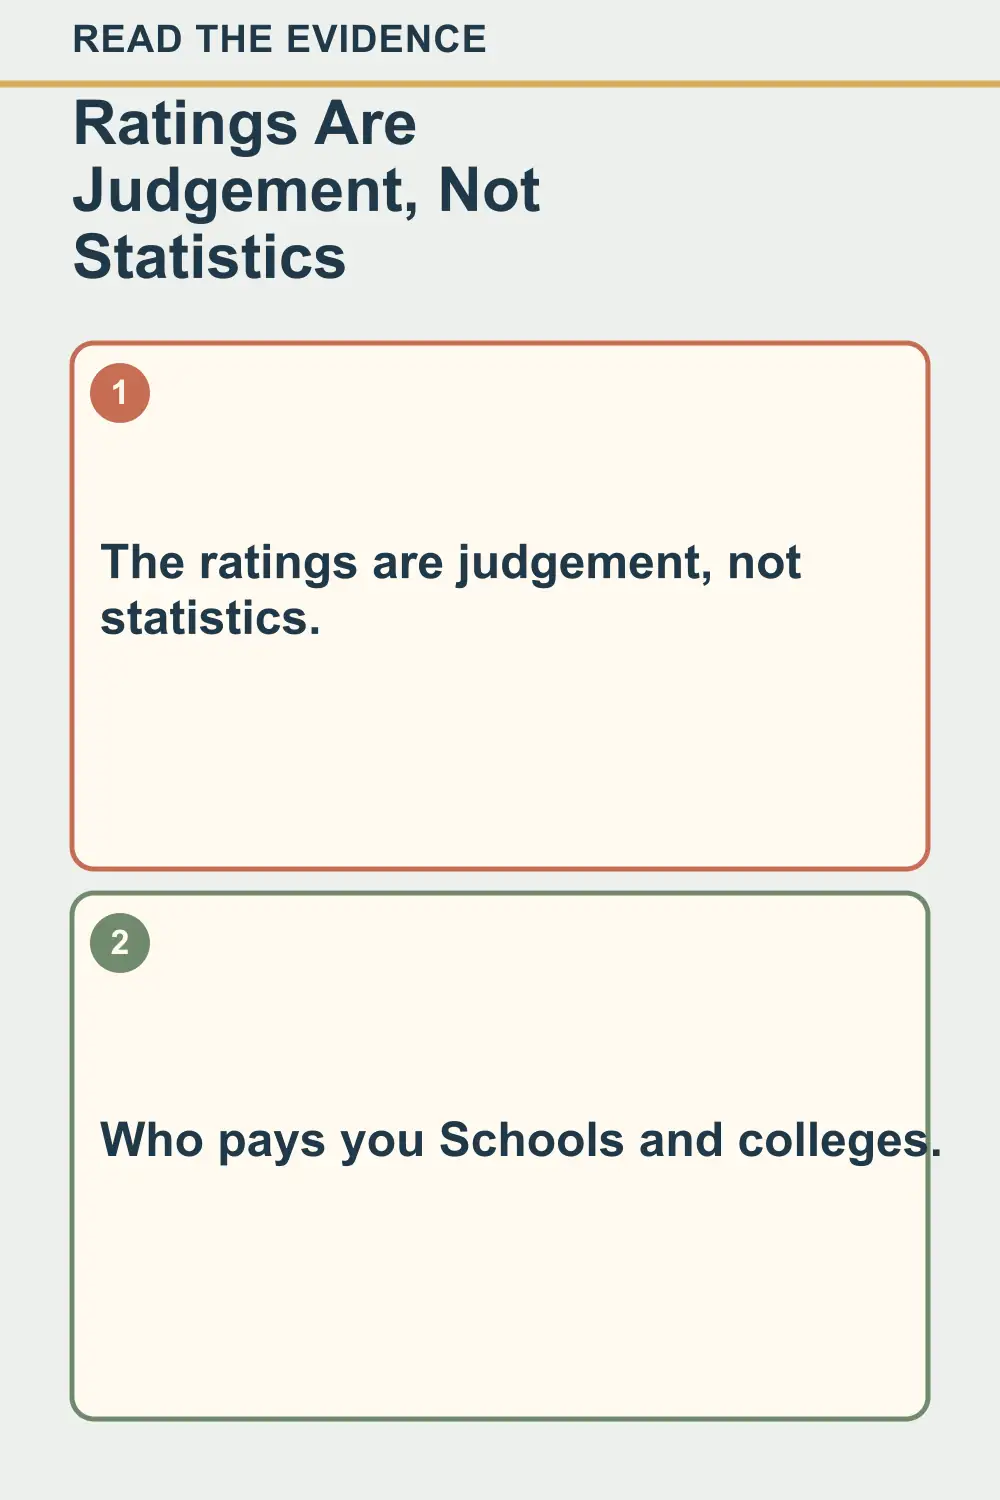 READ THE EVIDENCE
Ratings Are
Judgement, Not
Statistics
1
The ratings are judgement, not
statistics.
2
Who pays you Schools and colleges.